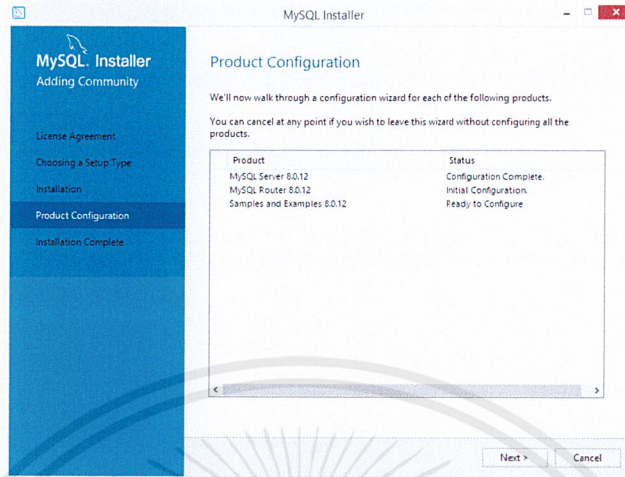 MySQL Installer
MySQL. Installer
Adding Community
License Agreement
Choosing a Setup Type
Installation
Product Configuration
Installation Complete
Product Configuration
We'll now walk through a configuration wizard for each of the following products.
You can cancel at any point if you wish to leave this wizard without configuring all the
products.
Product Status
MySQL Server 8.0.12 Configuration Complete.
MySQL Router 8.0.12 Initial Configuration.
Samples and Examples 8.0.12 Ready to Configure
Next > Cancel